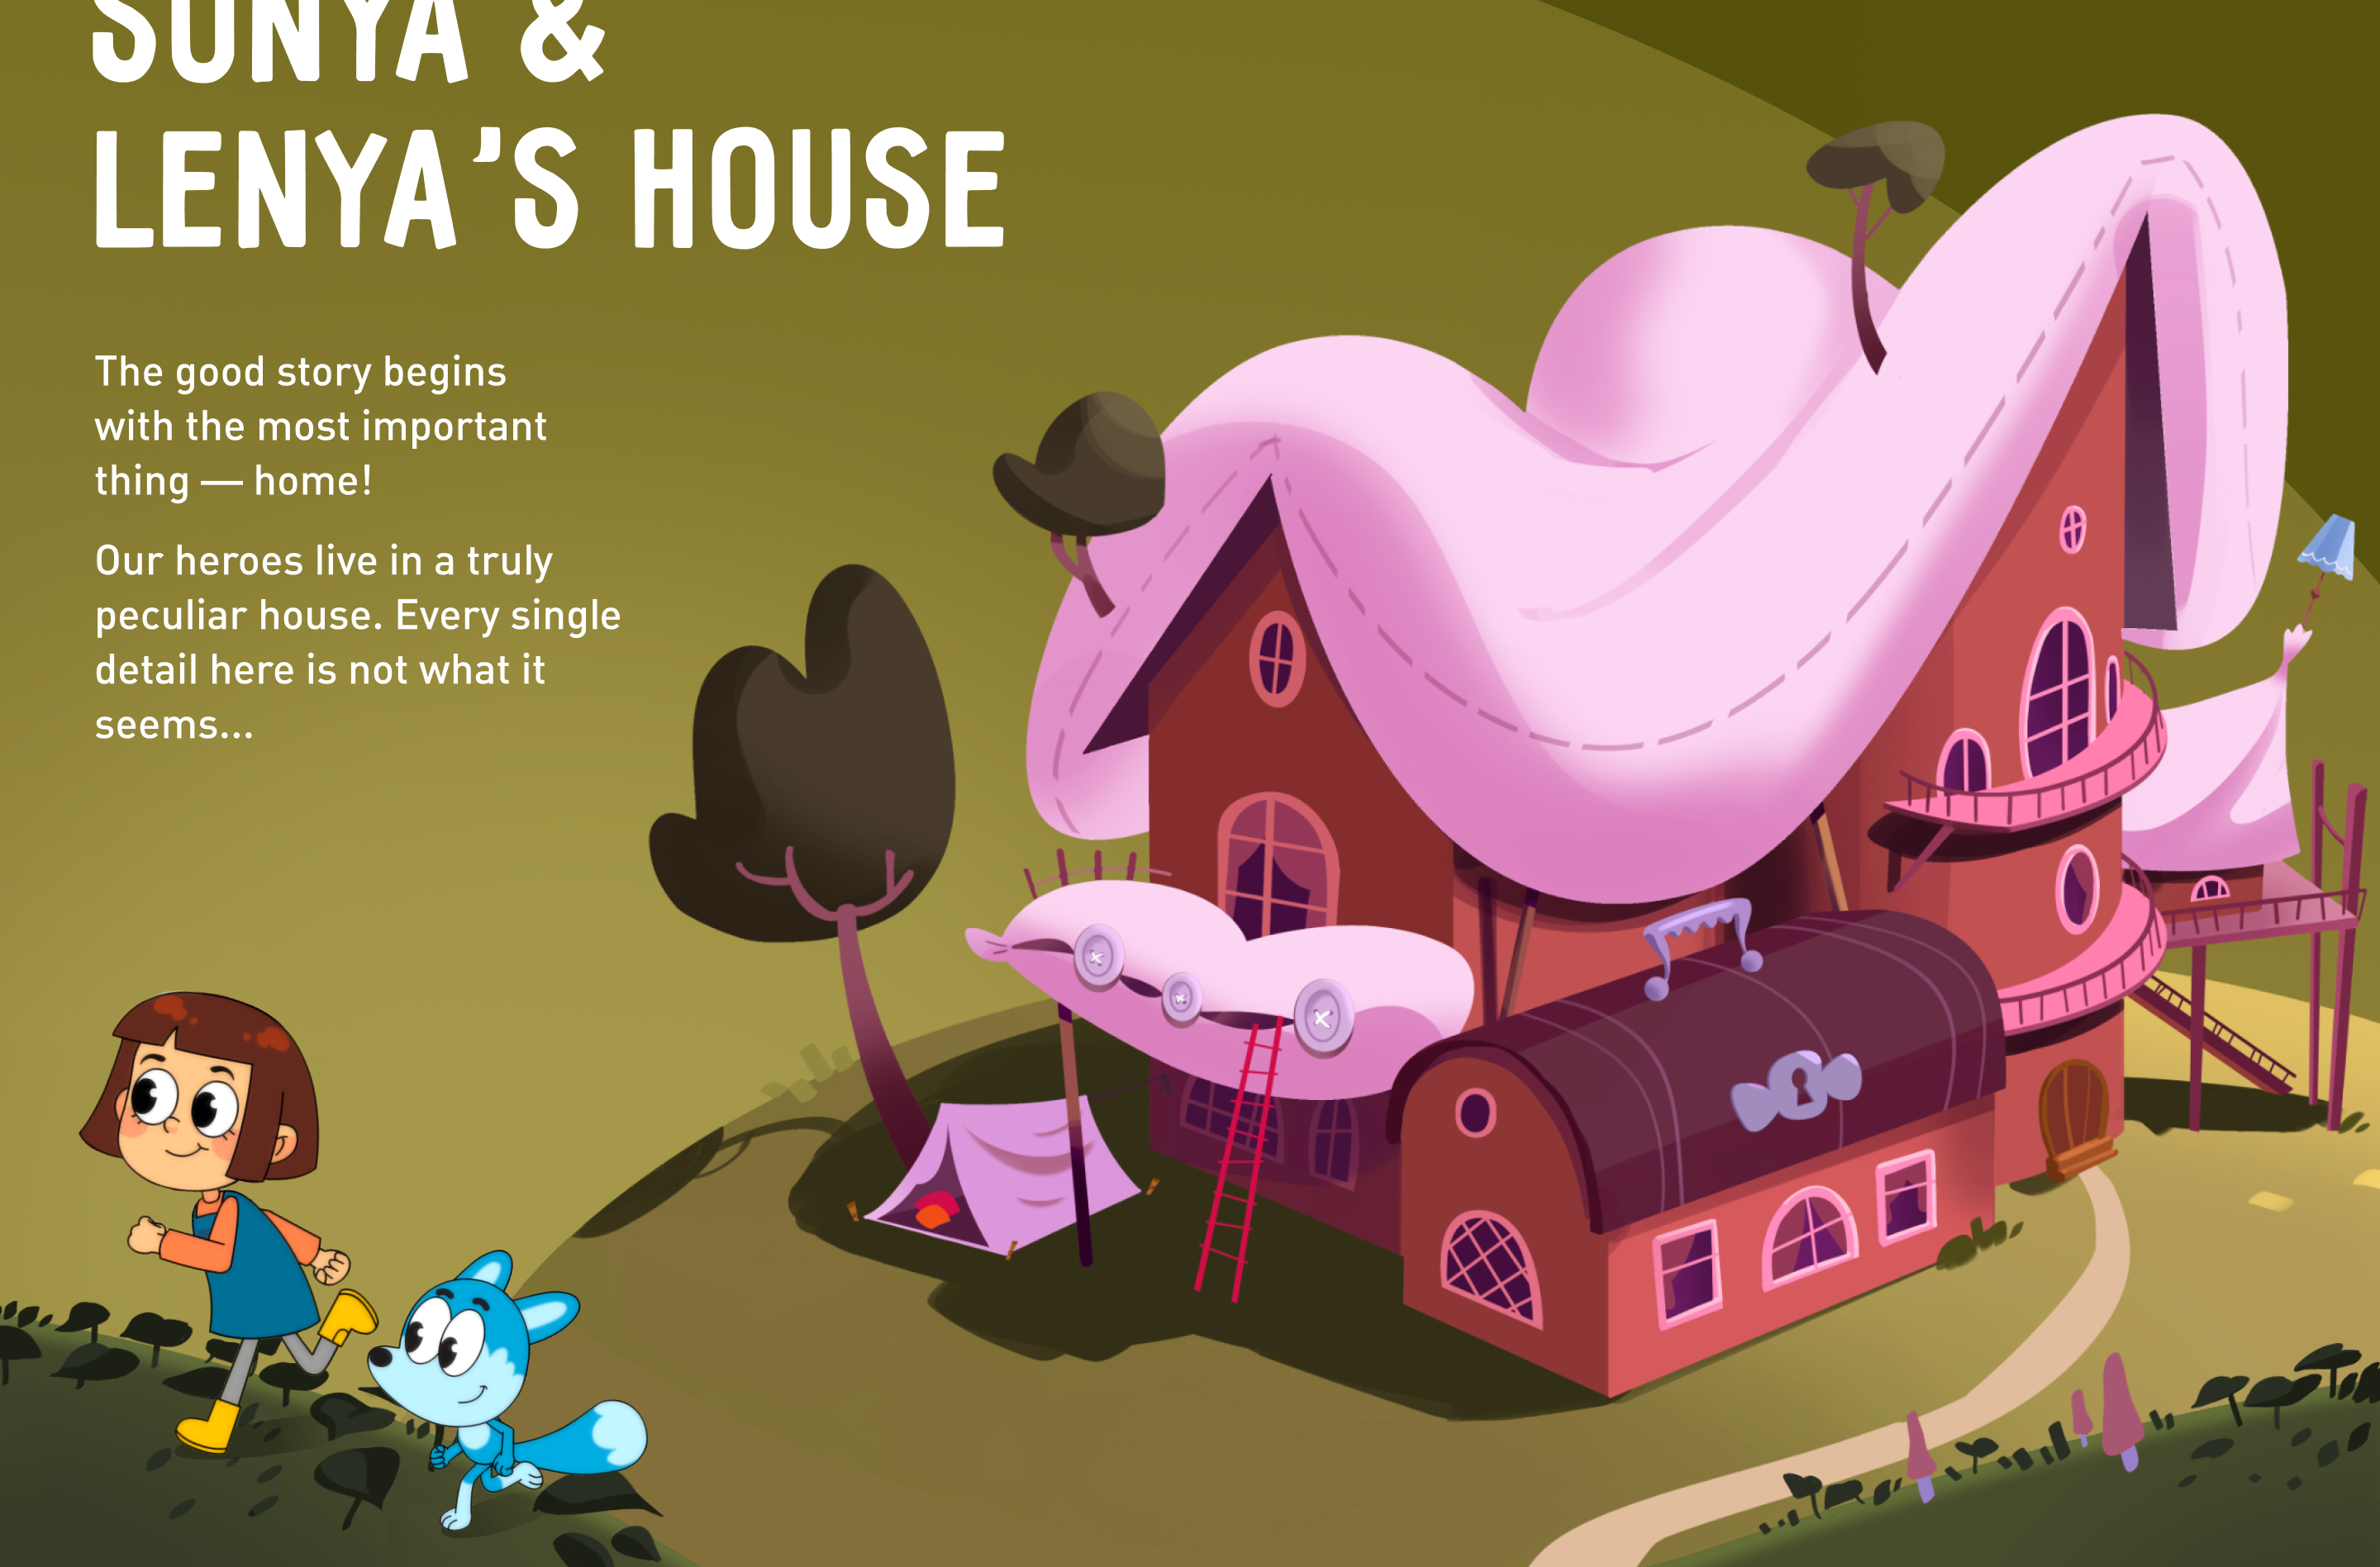 SONYA &
LENYA'S HOUSE
The good story begins
with the most important
thing — home!
Our heroes live in a truly
peculiar house. Every single
detail here is not what it
seems...